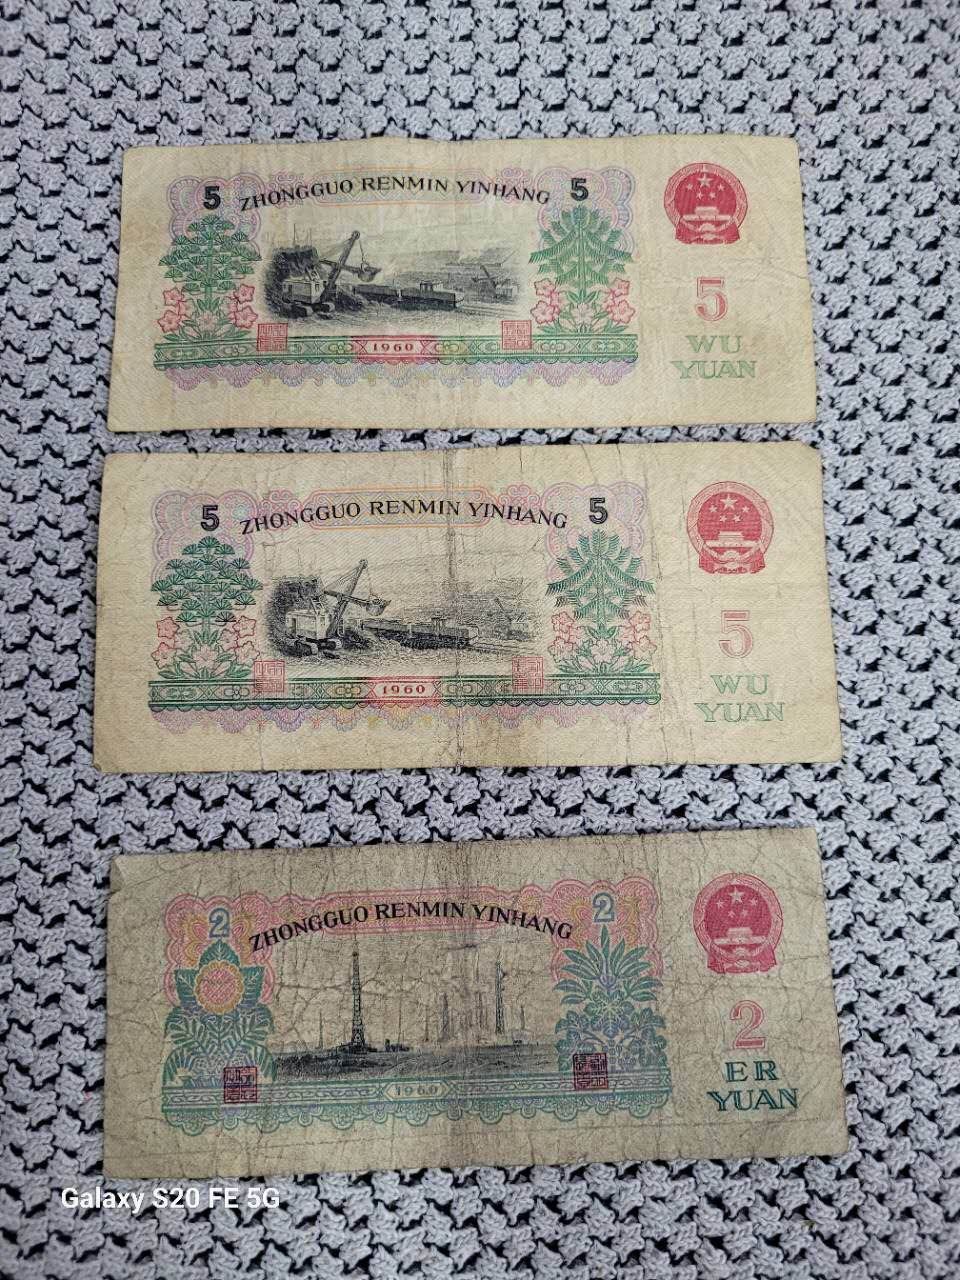 5 ZHONGGUO RENMIN YINHANG 5
5
WU
YUAN
1960
5 ZHONGGUO RENMIN YINHANG 5
5
WU
YUAN
1960
2 ZHONGGUO RENMIN YINHANG 2
2
ER
YUAN
1960
Galaxy S20 FE 5G